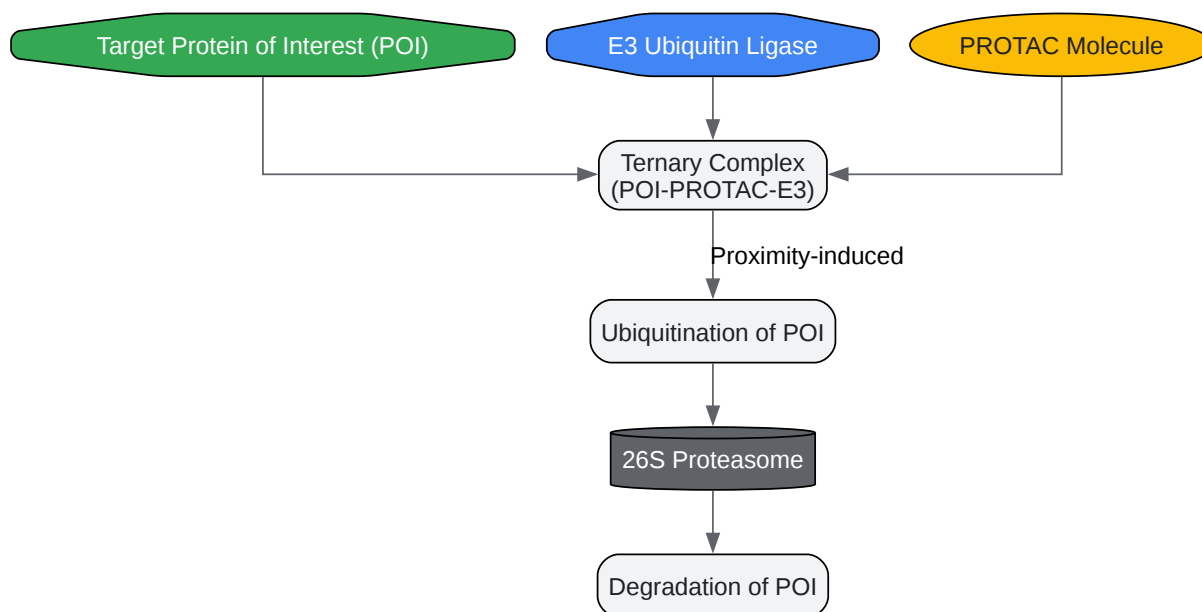 Target Protein of Interest (POI)
E3 Ubiquitin Ligase
PROTAC Molecule
Ternary Complex
(POI-PROTAC-E3)
Proximity-induced
Ubiquitination of POI
26S Proteasome
Degradation of POI